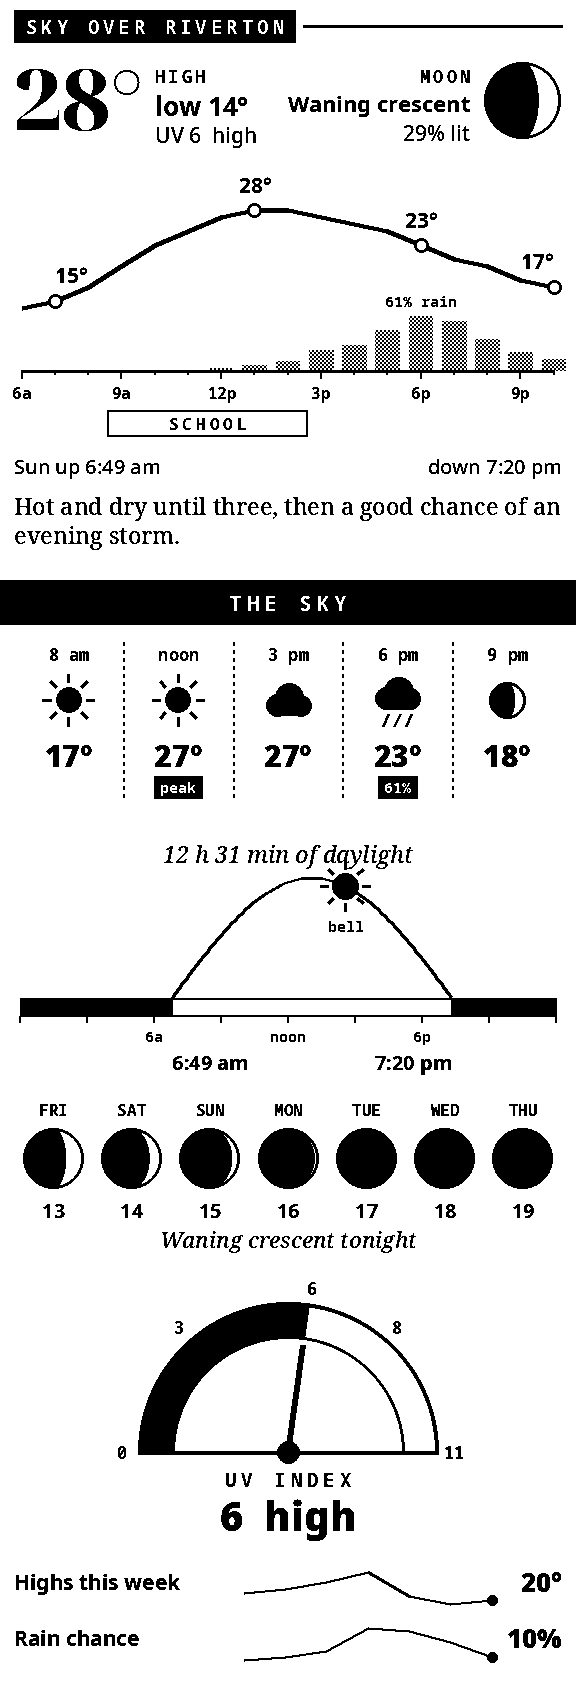 SKY OVER RIVERTON
28°
HIGH
low 14°
UV 6 high
MOON
Waning crescent
29% lit
28°
23°
15°
17°
61% rain
6a 9a 12p 3p 6p 9p
SCHOOL
Sun up 6:49 am down 7:20 pm
Hot and dry until three, then a good chance of an
evening storm.
THE SKY
8 am noon 3 pm 6 pm 9 pm
17° 27° 27° 23° 18°
peak 61%
12 h 31 min of daylight
bell
6a noon 6p
6:49 am 7:20 pm
FRI SAT SUN MON TUE WED THU
13 14 15 16 17 18 19
Waning crescent tonight
6
3 8
0 11
UV INDEX
6 high
Highs this week 20°
Rain chance 10%